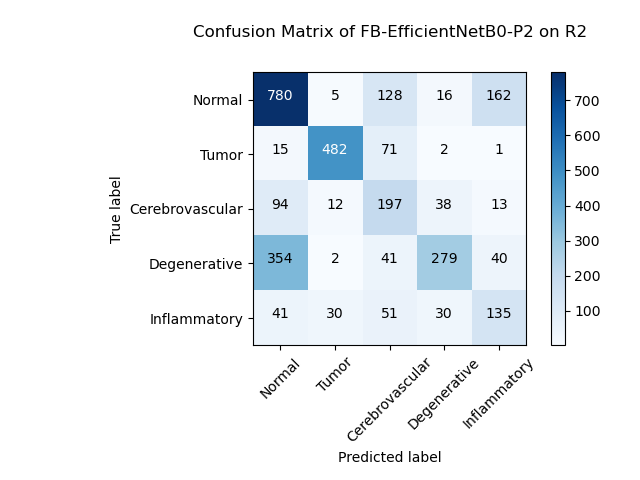 Confusion Matrix of FB-EfficientNetB0-P2 on R2
True label
Normal 780 5 128 16 162
Tumor 15 482 71 2 1
Cerebrovascular 94 12 197 38 13
Degenerative 354 2 41 279 40
Inflammatory 41 30 51 30 135
Normal Tumor Cerebrovascular Degenerative Inflammatory
Predicted label
700
600
500
400
300
200
100